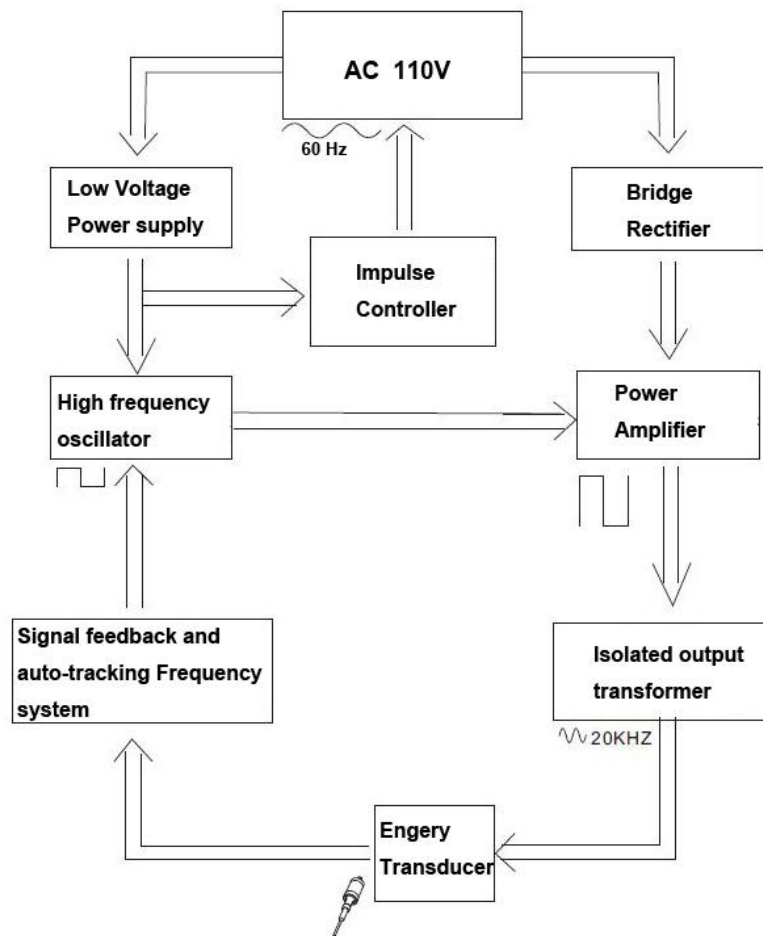 AC 110V
60 Hz
Low Voltage
Power supply
Bridge
Rectifier
Impulse
Controller
High frequency
oscillator
Power
Amplifier
Signal feedback and
auto-tracking Frequency
system
Isolated output
transformer
20KHZ
Engery
Transducer